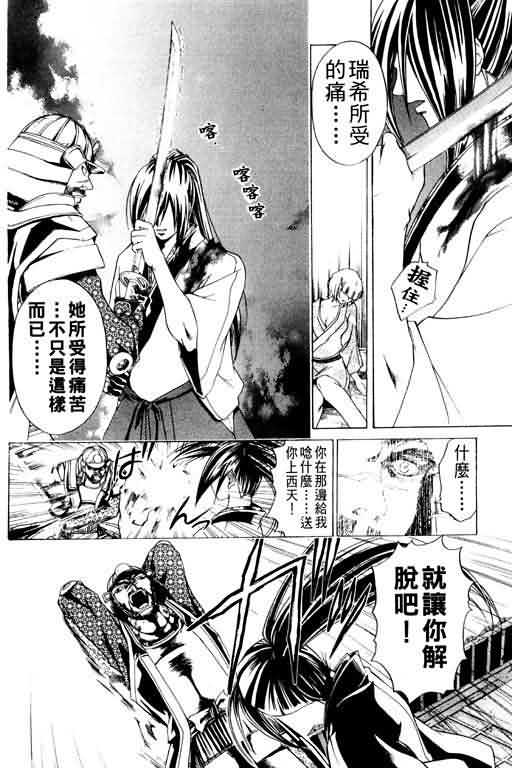 瑞希所受
的痛……
握住…
喀.
喀
喀
喀
她所受得痛苦
…不只是這樣
而已……
什麼……
你在那邊給我
唸什麼……送
你上西天！
ば
就讓你解
脫吧！